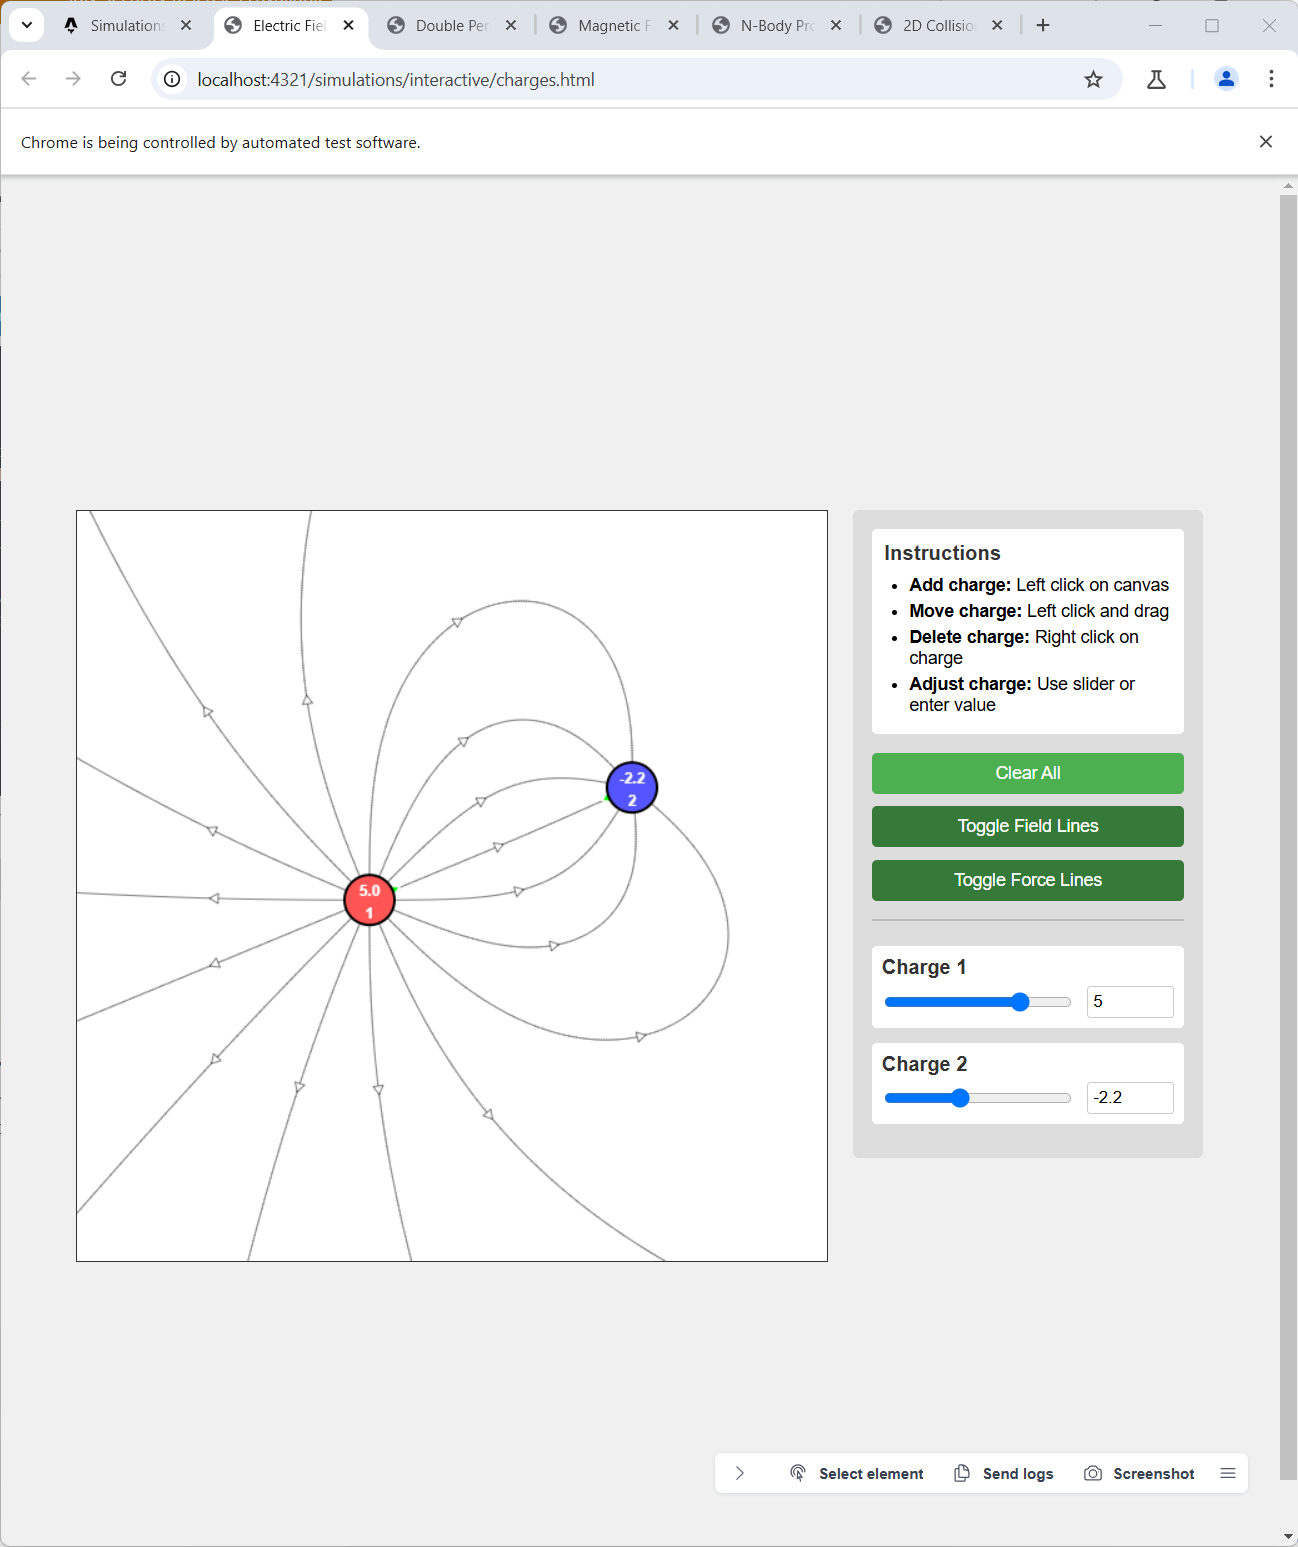 Simulations
Electric Fiel
Double Pen
Magnetic F
N-Body Pro
2D Collision
localhost:4321/simulations/interactive/charges.html
Chrome is being controlled by automated test software.
Instructions
Add charge: Left click on canvas
Move charge: Left click and drag
Delete charge: Right click on
charge
Adjust charge: Use slider or
enter value
Clear All
-2.2
2
Toggle Field Lines
Toggle Force Lines
5.0
1
Charge 1
5
Charge 2
-2.2
Select element
Send logs
Screenshot